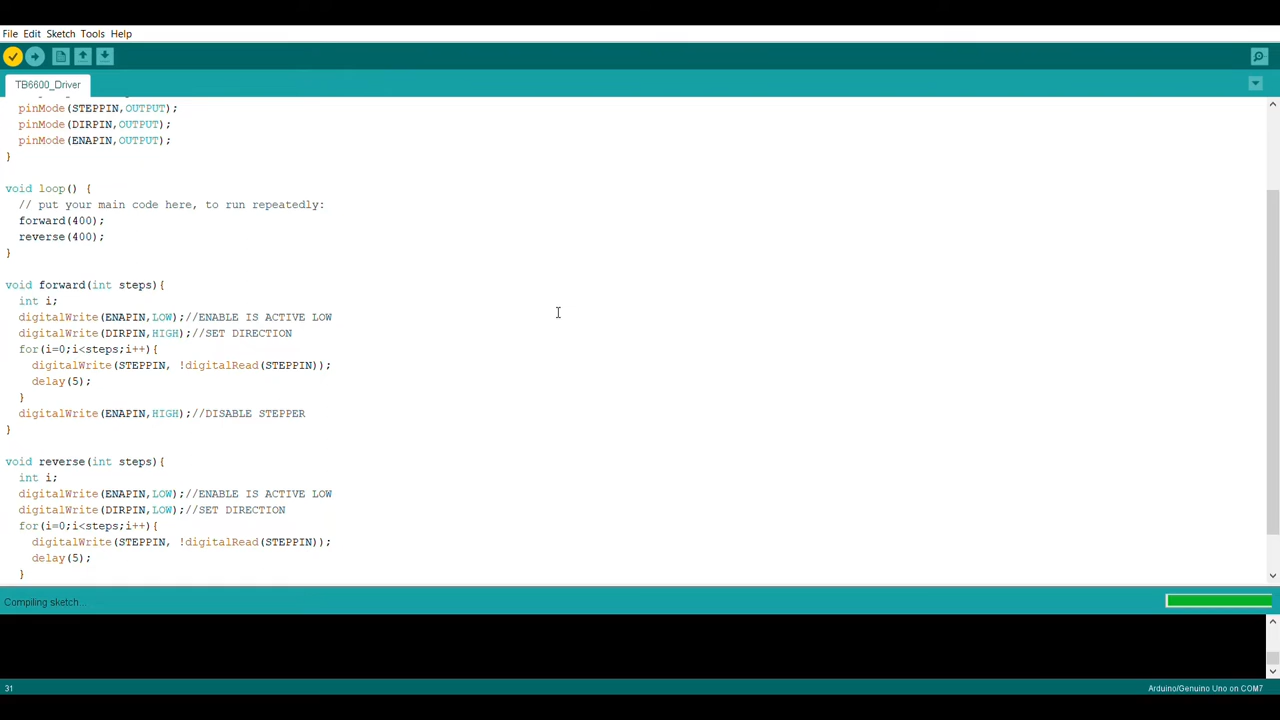 File Edit Sketch Tools Help
TB6600_Driver
pinMode(STEPPIN,OUTPUT);
pinMode(DIRPIN,OUTPUT);
pinMode(ENAPIN,OUTPUT);
}
void loop() {
// put your main code here, to run repeatedly:
forward(400);
reverse(400);
}
void forward(int steps){
int i;
digitalWrite(ENAPIN,LOW);//ENABLE IS ACTIVE LOW
digitalWrite(DIRPIN,HIGH);//SET DIRECTION
for(i=0;i<steps;i++){
digitalWrite(STEPPIN, !digitalRead(STEPPIN));
delay(5);
}
digitalWrite(ENAPIN,HIGH);//DISABLE STEPPER
}
void reverse(int steps){
int i;
digitalWrite(ENAPIN,LOW);//ENABLE IS ACTIVE LOW
digitalWrite(DIRPIN,LOW);//SET DIRECTION
for(i=0;i<steps;i++){
digitalWrite(STEPPIN, !digitalRead(STEPPIN));
delay(5);
}
Compiling sketch...
31 Arduino/Genuino Uno on COM7